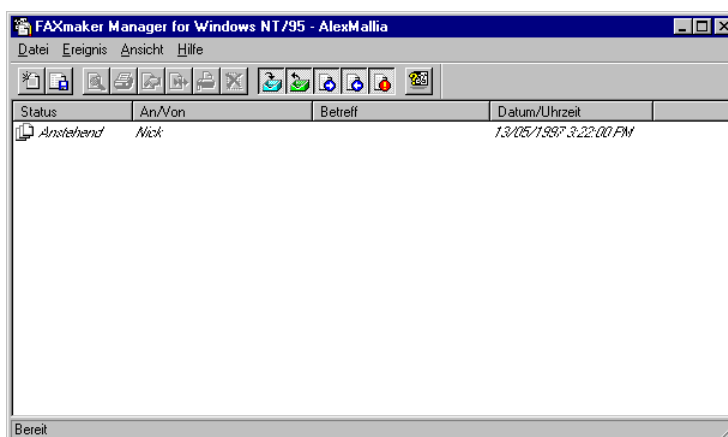 FAXmaker Manager for Windows NT/95 - AlexMallia
Datei Ereignis Ansicht Hilfe
Status An/Von Betreff Datum/Uhrzeit
Anstehend Nick 13/05/1997 3:22:00 PM
Bereit